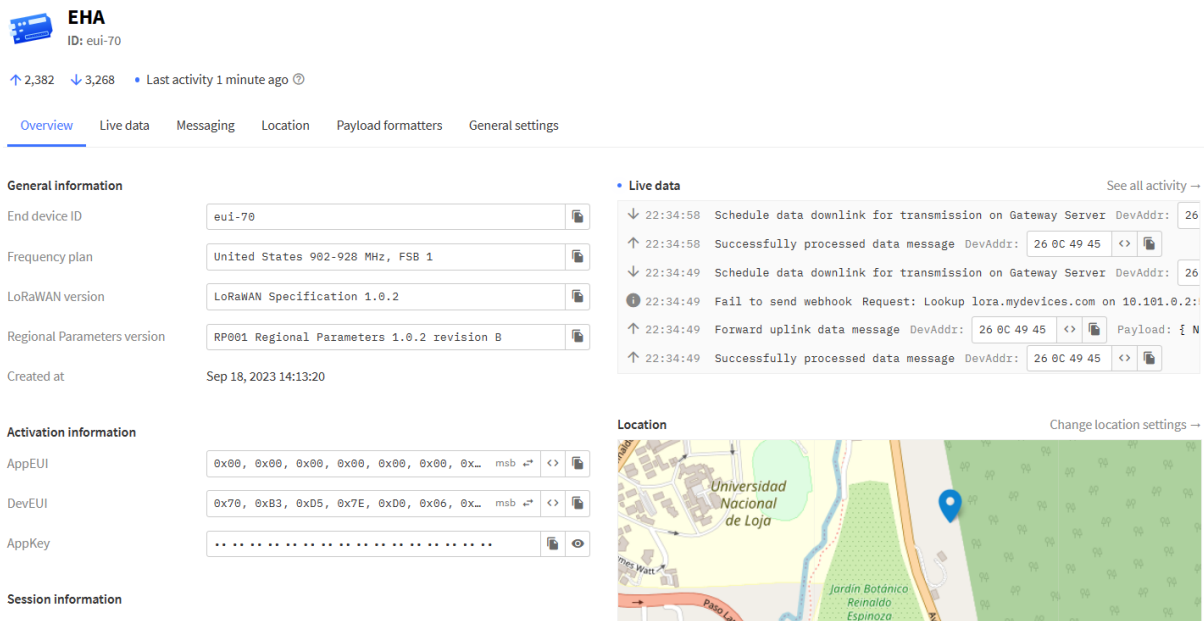 EHA
ID: eui-70
2,382 3,268 • Last activity 1 minute ago
Overview Live data Messaging Location Payload formatters General settings
General information
End device ID eui-70
Frequency plan United States 902-928 MHz, FSB 1
LoRaWAN version LoRaWAN Specification 1.0.2
Regional Parameters version RP001 Regional Parameters 1.0.2 revision B
Created at Sep 18, 2023 14:13:20
Activation information
AppEUI 0x00, 0x00, 0x00, 0x00, 0x00, 0x00, 0x… msb <>
DevEUI 0x70, 0xB3, 0xD5, 0x7E, 0xD0, 0x06, 0x… msb <>
AppKey
Session information
• Live data See all activity →
22:34:58 Schedule data downlink for transmission on Gateway Server DevAddr: 26
22:34:58 Successfully processed data message DevAddr: 26 0C 49 45 <>
22:34:49 Schedule data downlink for transmission on Gateway Server DevAddr: 26
22:34:49 Fail to send webhook Request: Lookup lora.mydevices.com on 10.101.0.2:
22:34:49 Forward uplink data message DevAddr: 26 0C 49 45 <> Payload: { N
22:34:49 Successfully processed data message DevAddr: 26 0C 49 45 <>
Location Change location settings →
Universidad
Nacional
de Loja
mes Watt
Jardín Botánico
Reinaldo
Espinoza
Paso La
Av